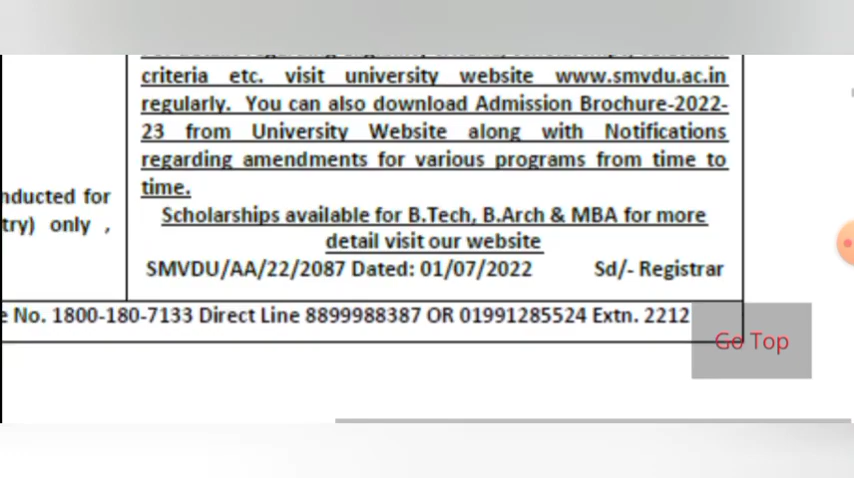 criteria etc. visit university website www.smvdu.ac.in
regularly. You can also download Admission Brochure-2022-
23 from University Website along with Notifications
regarding amendments for various programs from time to
time.
nducted for
try) only ,
Scholarships available for B.Tech, B.Arch & MBA for more
detail visit our website
SMVDU/AA/22/2087 Dated: 01/07/2022 Sd/- Registrar
e No. 1800-180-7133 Direct Line 8899988387 OR 01991285524 Extn. 2212
Go Top